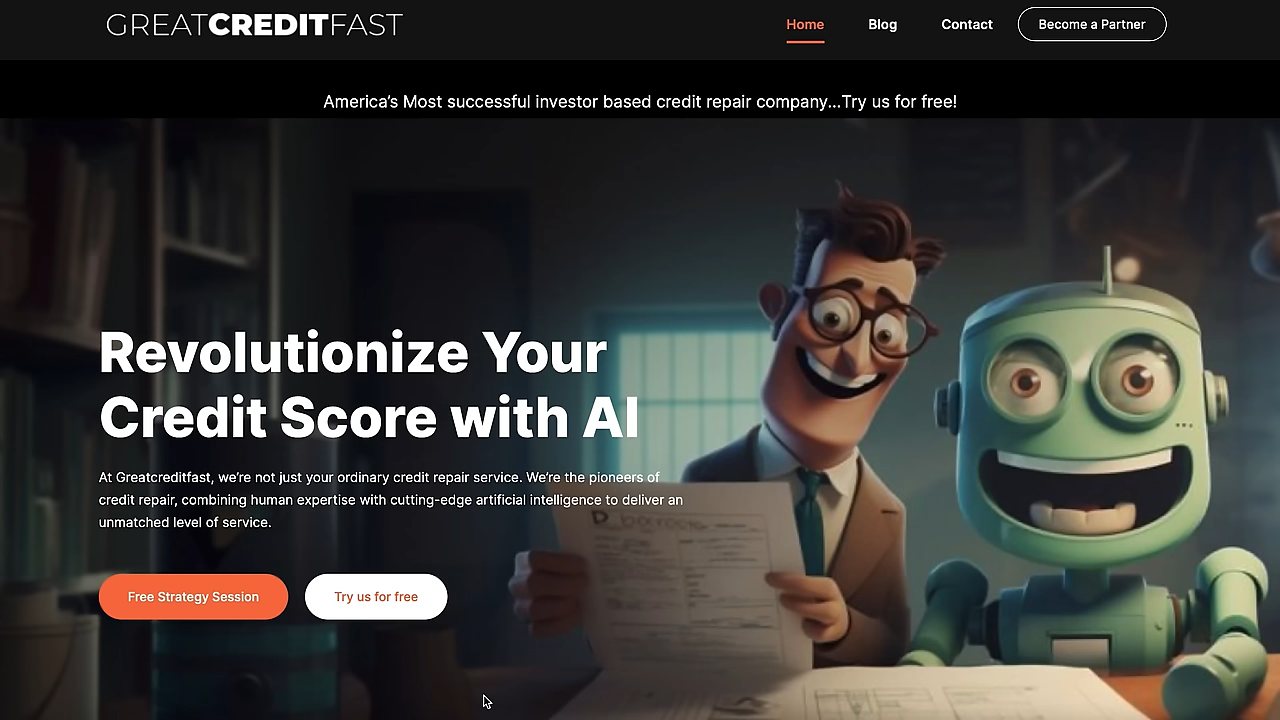 GREATCREDITFAST
Home
Blog
Contact
Become a Partner
America's Most successful investor based credit repair company...Try us for free!
Revolutionize Your
Credit Score with AI
At Greatcreditfast, we're not just your ordinary credit repair service. We're the pioneers of
credit repair, combining human expertise with cutting-edge artificial intelligence to deliver an
unmatched level of service.
Free Strategy Session
Try us for free